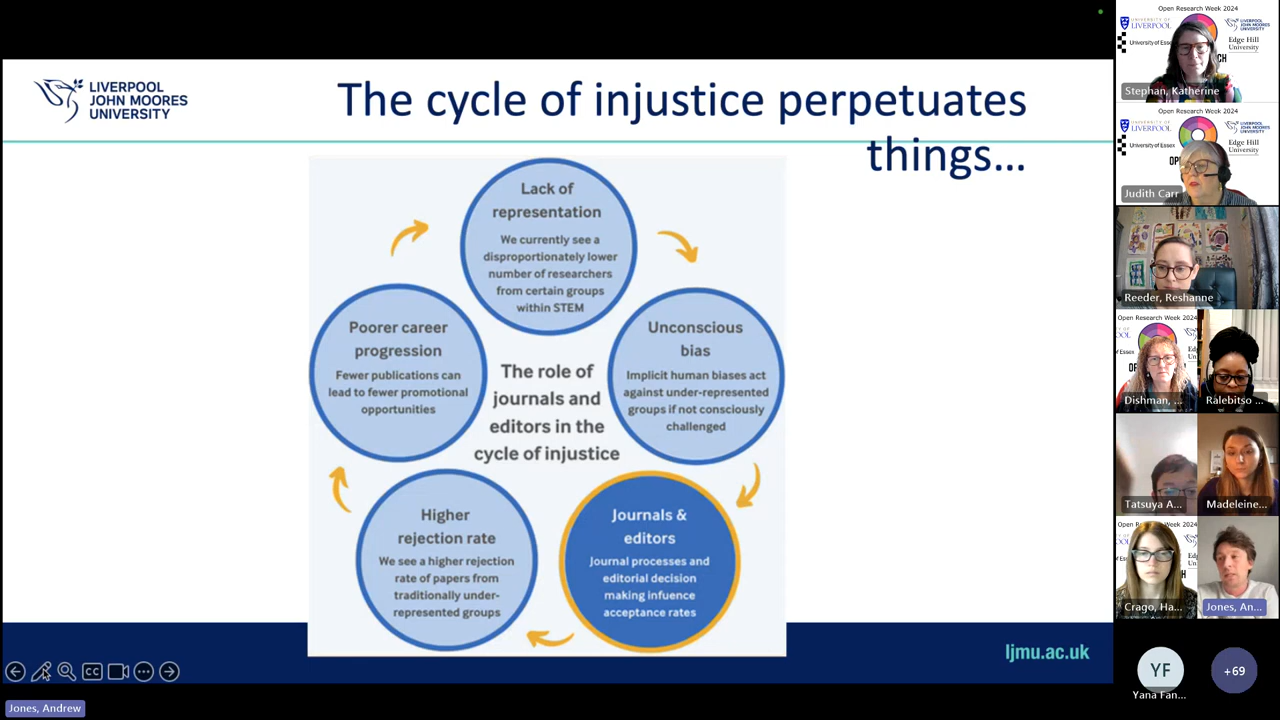 LIVERPOOL
JOHN MOORES
UNIVERSITY
The cycle of injustice perpetuates
things...
Lack of
representation
We currently see a
disproportionately lower
number of researchers
from certain groups
within STEM
Unconscious
bias
Implicit human biases act
against under-represented
groups if not consciously
challenged
Journals &
editors
Journal processes and
editorial decision
making infuence
acceptance rates
Higher
rejection rate
We see a higher rejection
rate of papers from
traditionally under-
represented groups
Poorer career
progression
Fewer publications can
lead to fewer promotional
opportunities
The role of
journals and
editors in the
cycle of injustice
ljmu.ac.uk
CC
Jones, Andrew
Open Research Week 2024
UNIVERSITY OF
LIVERPOOL
LIVERPOOL
JOHN MOORES
UNIVERSITY
University of Essex
Edge Hill
University
Stephan, Katherine
Open Research Week 2024
LIVERPOOL
University of Essex
Edge Hill
University
Judith Carr
Reeder, Reshanne
Open Research Week 2024
Dishman, ...
Ralebitso ...
Tatsuya A...
Madeleine...
Open Research Week 2024
Crago, Ha...
Jones, An...
YF
Yana Fan...
+69